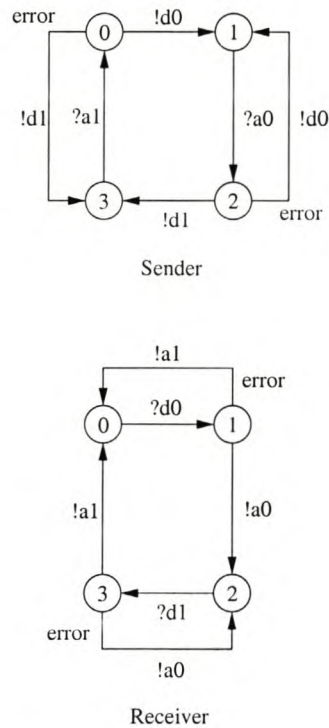 error
0
!d0
1
!d1
?a1
?a0
!d0
3
!d1
2
error
Sender
!a1
error
0
?d0
1
!a1
!a0
3
?d1
2
error
!a0
Receiver